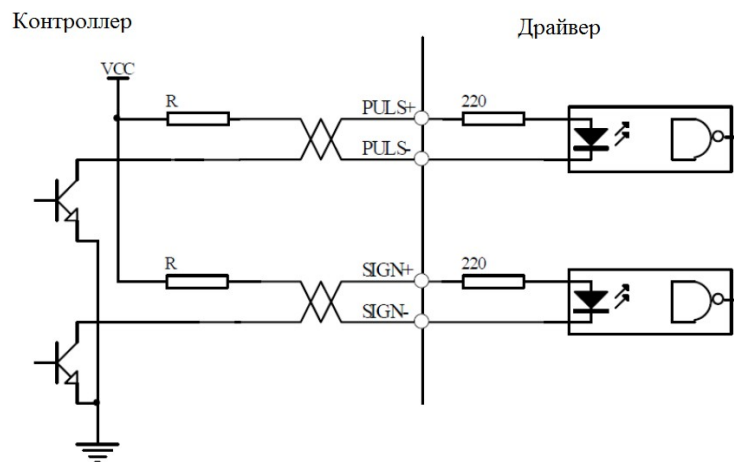 Контроллер
Драйвер
VCC
R
PULS+
220
PULS-
R
SIGN+
220
SIGN-